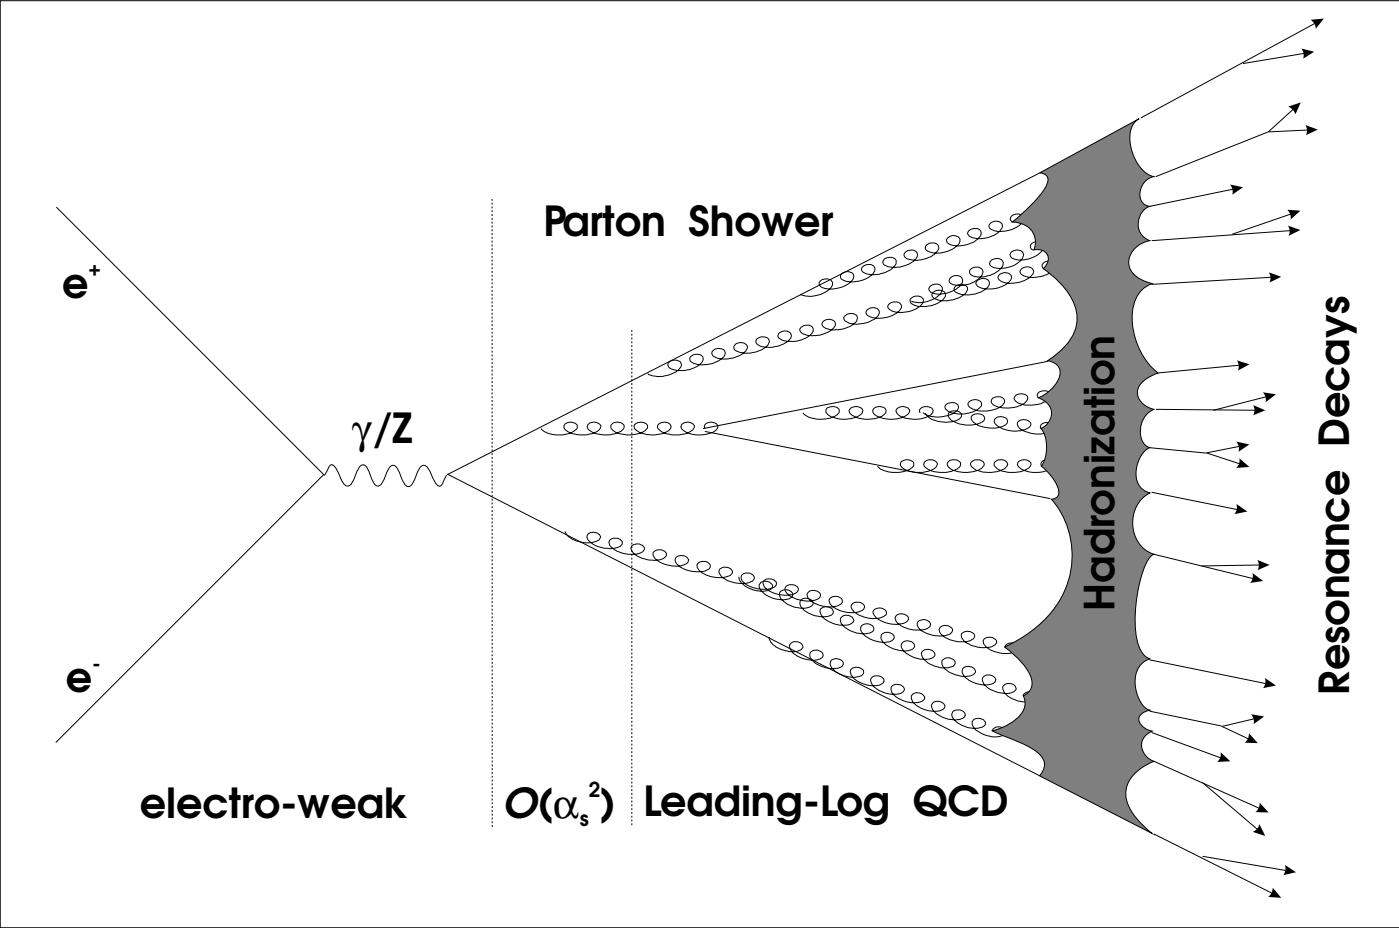 Parton Shower
e⁺
γ/Z
Hadronization
Resonance Decays
e⁻
electro-weak
O(αₛ²)
Leading-Log QCD